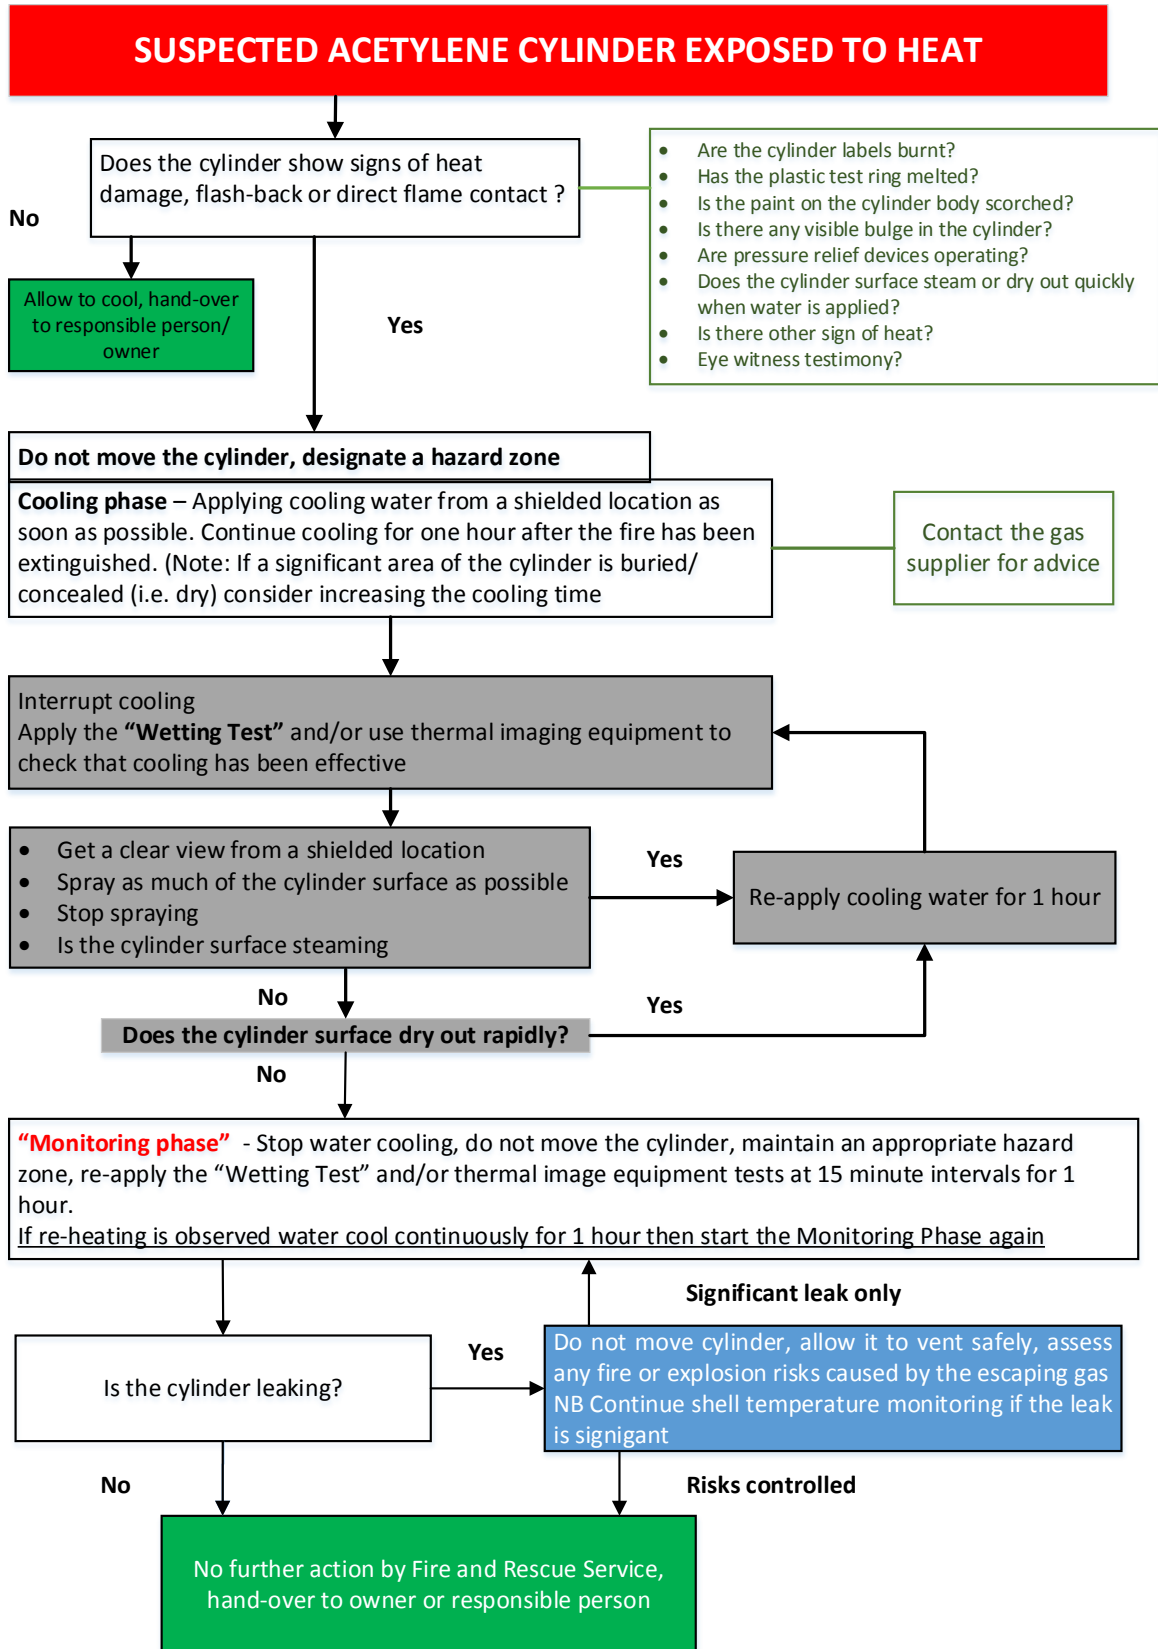 SUSPECTED ACETYLENE CYLINDER EXPOSED TO HEAT
Does the cylinder show signs of heat
damage, flash-back or direct flame contact ?
• Are the cylinder labels burnt?
• Has the plastic test ring melted?
• Is the paint on the cylinder body scorched?
• Is there any visible bulge in the cylinder?
• Are pressure relief devices operating?
• Does the cylinder surface steam or dry out quickly
when water is applied?
• Is there other sign of heat?
• Eye witness testimony?
No
Allow to cool, hand-over
to responsible person/
owner
Yes
Do not move the cylinder, designate a hazard zone
Cooling phase – Applying cooling water from a shielded location as
soon as possible. Continue cooling for one hour after the fire has been
extinguished. (Note: If a significant area of the cylinder is buried/
concealed (i.e. dry) consider increasing the cooling time
Contact the gas
supplier for advice
Interrupt cooling
Apply the “Wetting Test” and/or use thermal imaging equipment to
check that cooling has been effective
• Get a clear view from a shielded location
• Spray as much of the cylinder surface as possible
• Stop spraying
• Is the cylinder surface steaming
Yes
Re-apply cooling water for 1 hour
No
Yes
Does the cylinder surface dry out rapidly?
No
“Monitoring phase” - Stop water cooling, do not move the cylinder, maintain an appropriate hazard
zone, re-apply the “Wetting Test” and/or thermal image equipment tests at 15 minute intervals for 1
hour.
If re-heating is observed water cool continuously for 1 hour then start the Monitoring Phase again
Significant leak only
Is the cylinder leaking?
Yes
Do not move cylinder, allow it to vent safely, assess
any fire or explosion risks caused by the escaping gas
NB Continue shell temperature monitoring if the leak
is signigant
No
Risks controlled
No further action by Fire and Rescue Service,
hand-over to owner or responsible person